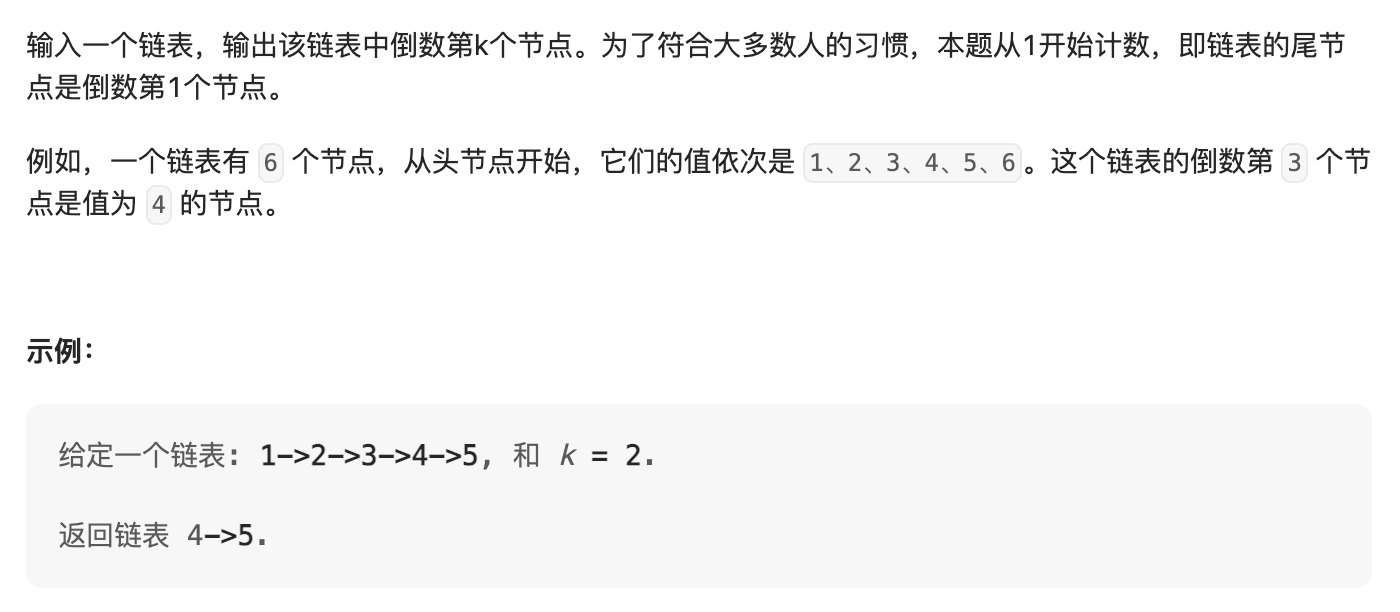 输入一个链表，输出该链表中倒数第k个节点。为了符合大多数人的习惯，本题从1开始计数，即链表的尾节
点是倒数第1个节点。
例如，一个链表有 6 个节点，从头节点开始，它们的值依次是 1、2、3、4、5、6。这个链表的倒数第 3 个节
点是值为 4 的节点。
示例：
给定一个链表: 1->2->3->4->5, 和 k = 2.
返回链表 4->5.